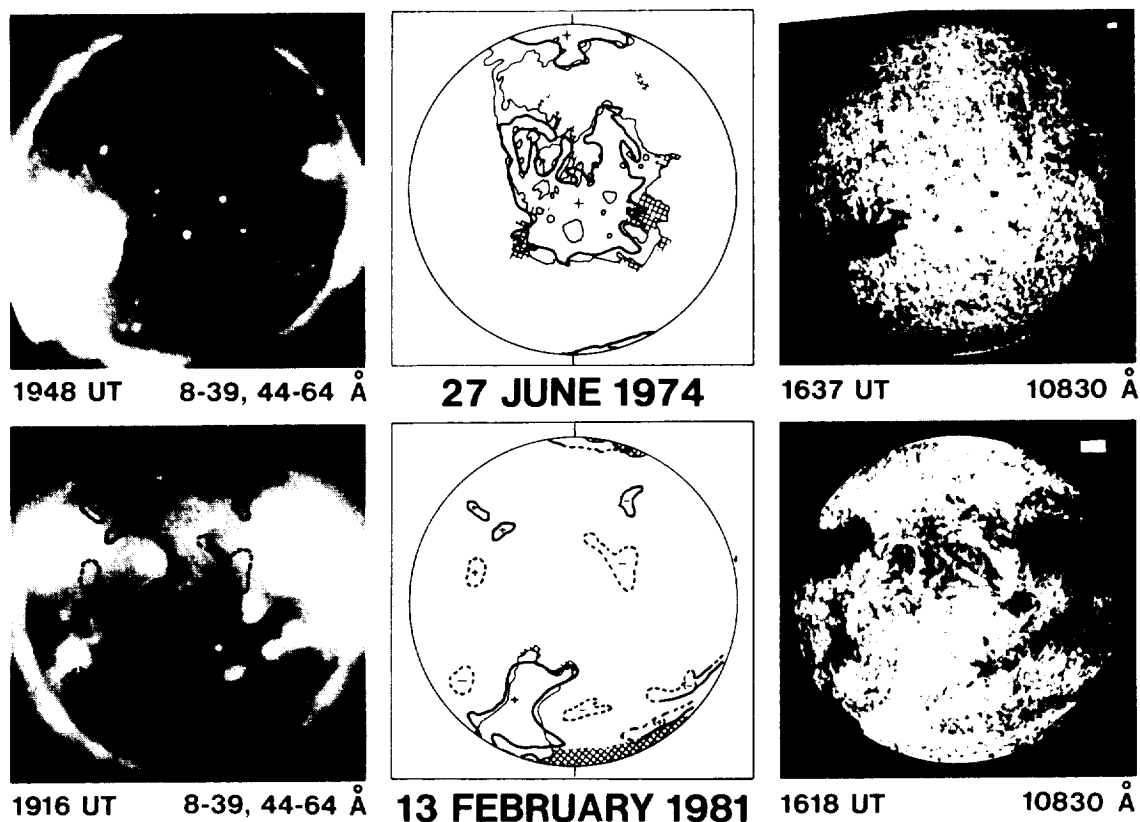 1948 UT 8-39, 44-64 Å
27 JUNE 1974
1637 UT 10830 Å
1916 UT 8-39, 44-64 Å
13 FEBRUARY 1981
1618 UT 10830 Å